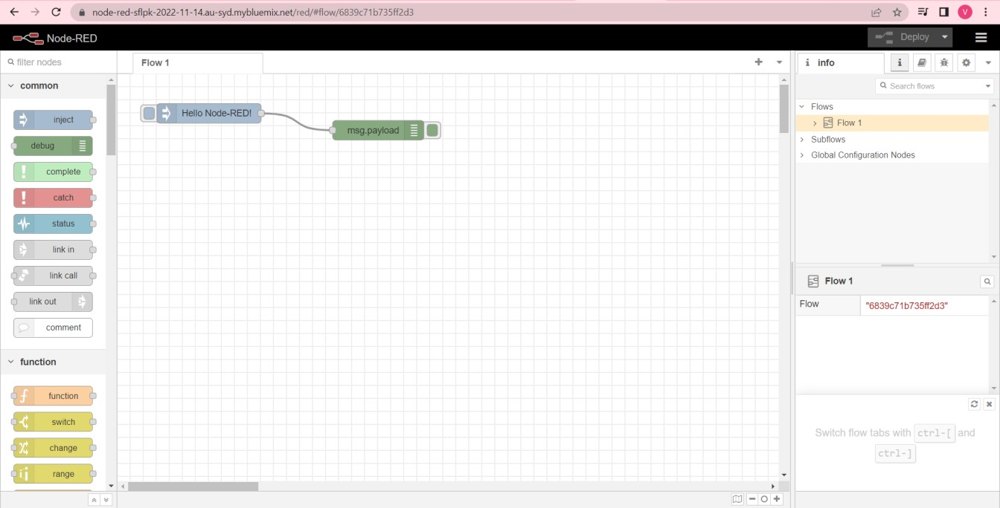 node-red-sflpk-2022-11-14.au-syd.mybluemix.net/red/#flow/6839c71b735ff2d3
V
Node-RED
Deploy
filter nodes
Flow 1
i info
i
common
Search flows
Hello Node-RED!
msg.payload
Flows
Flow 1
Subflows
Global Configuration Nodes
inject
debug
complete
catch
status
link in
link call
link out
comment
Flow 1
Flow
"6839c71b735ff2d3"
function
function
switch
change
range
Switch flow tabs with ctrl-[ and
ctrl-]